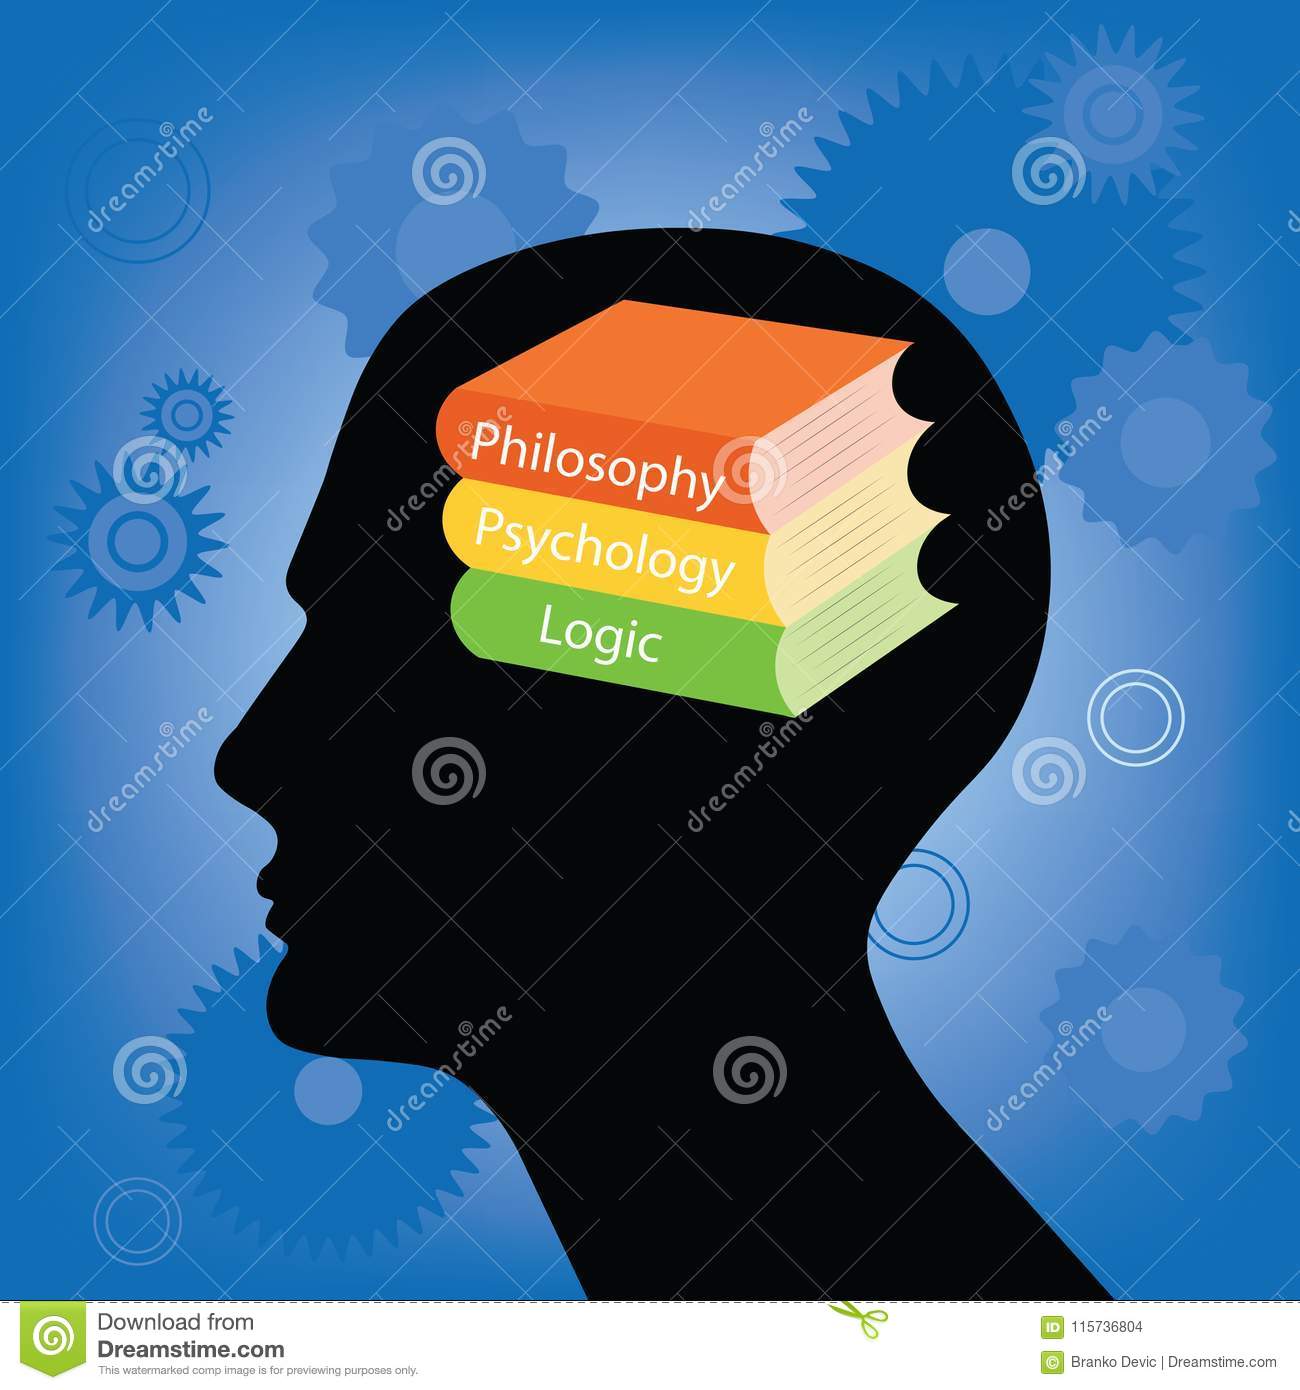 Philosophy
Psychology
Logic
dreamstime
dreamstime
dreamstime
dreamstime
dreamstime
dreamstime
dreamstime
dreamstime
dreamstime
Download from
Dreamstime.com
This watermarked comp image is for previewing purposes only.
ID 115736804
© Branko Devic | Dreamstime.com